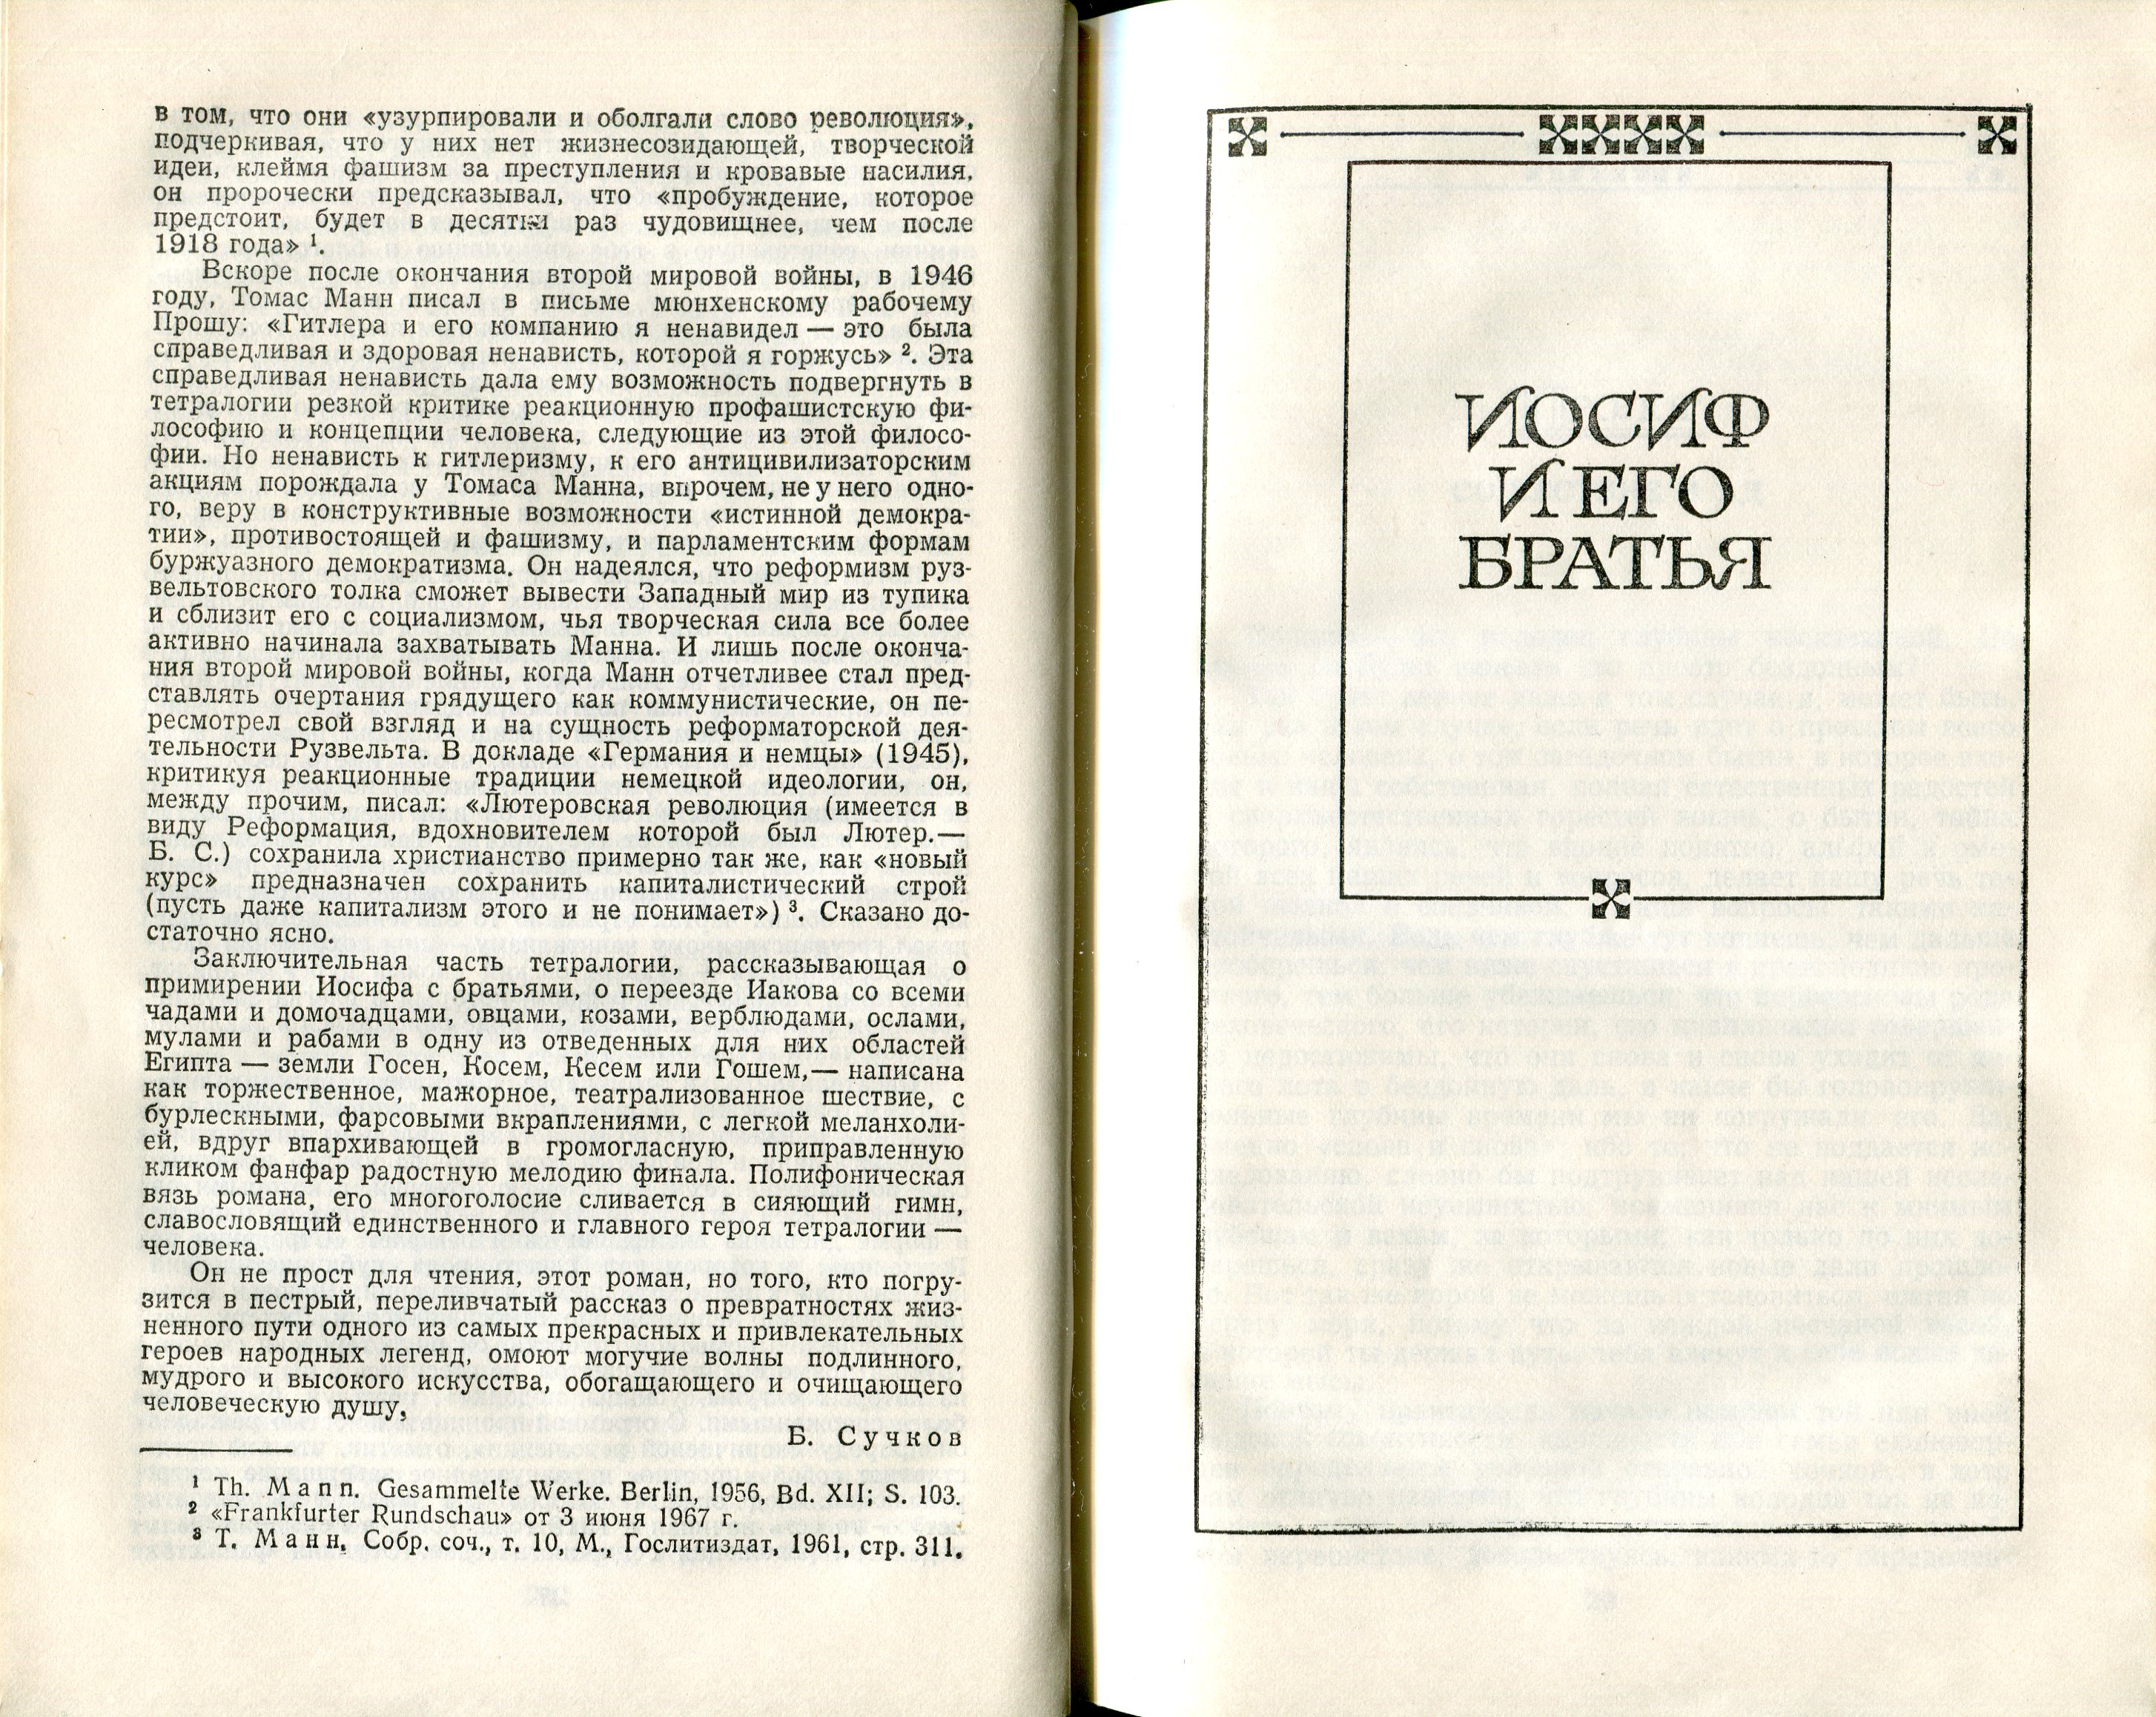 в том, что они «узурпировали и оболгали слово революция»,
подчеркивая, что у них нет жизнесозидающей, творческой
идеи, клеймя фашизм за преступления и кровавые насилия,
он пророчески предсказывал, что «пробуждение, которое
предстоит, будет в десятки раз чудовищнее, чем после
1918 года» ¹.
Вскоре после окончания второй мировой войны, в 1946
году, Томас Манн писал в письме мюнхенскому рабочему
Прошу: «Гитлера и его компанию я ненавидел — это была
справедливая и здоровая ненависть, которой я горжусь» ². Эта
справедливая ненависть дала ему возможность подвергнуть в
тетралогии резкой критике реакционную профашистскую фи-
лософию и концепции человека, следующие из этой филосо-
фии. Но ненависть к гитлеризму, к его антицивилизаторским
акциям порождала у Томаса Манна, впрочем, не у него одно-
го, веру в конструктивные возможности «истинной демокра-
тии», противостоящей и фашизму, и парламентским формам
буржуазного демократизма. Он надеялся, что реформизм руз-
вельтовского толка сможет вывести Западный мир из тупика
и сблизит его с социализмом, чья творческая сила все более
активно начинала захватывать Манна. И лишь после оконча-
ния второй мировой войны, когда Манн отчетливее стал пред-
ставлять очертания грядущего как коммунистические, он пе-
ресмотрел свой взгляд и на сущность реформаторской дея-
тельности Рузвельта. В докладе «Германия и немцы» (1945),
критикуя реакционные традиции немецкой идеологии, он,
между прочим, писал: «Лютеровская революция (имеется в
виду Реформация, вдохновителем которой был Лютер.—
Б. С.) сохранила христианство примерно так же, как «новый
курс» предназначен сохранить капиталистический строй
(пусть даже капитализм этого и не понимает») ³. Сказано до-
статочно ясно.
Заключительная часть тетралогии, рассказывающая о
примирении Иосифа с братьями, о переезде Иакова со всеми
чадами и домочадцами, овцами, козами, верблюдами, ослами,
мулами и рабами в одну из отведенных для них областей
Египта — земли Госен, Косем, Кесем или Гошем,— написана
как торжественное, мажорное, театрализованное шествие, с
бурлескными, фарсовыми вкраплениями, с легкой меланхоли-
ей, вдруг впархивающей в громогласную, приправленную
кликом фанфар радостную мелодию финала. Полифоническая
вязь романа, его многоголосие сливается в сияющий гимн,
славословящий единственного и главного героя тетралогии —
человека.
Он не прост для чтения, этот роман, но того, кто погру-
зится в пестрый, переливчатый рассказ о превратностях жиз-
ненного пути одного из самых прекрасных и привлекательных
героев народных легенд, омоют могучие волны подлинного,
мудрого и высокого искусства, обогащающего и очищающего
человеческую душу.
Б. Сучков
¹ Th. Mann. Gesammelte Werke. Berlin, 1956, Bd. XII; S. 103.
² «Frankfurter Rundschau» от 3 июня 1967 г.
³ Т. Манн. Собр. соч., т. 10, М., Гослитиздат, 1961, стр. 311.
ИОСИФ
И ЕГО
БРАТЬЯ